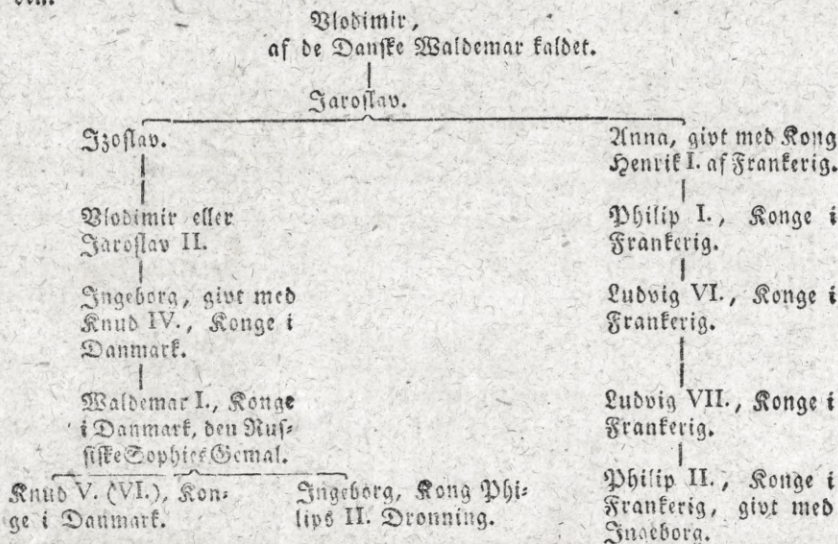 Vlodimir,
af de Danske Waldemar kaldet.
Jaroslav.
Izoslav.
Vlodimir eller
Jaroslav II.
Ingeborg, givt med
Knud IV., Konge i
Danmark.
Waldemar I., Konge
i Danmark, den Rus-
siske Sophies Gemal.
Knud V. (VI.), Kon-
ge i Danmark.
Ingeborg, Kong Phi-
lips II. Dronning.
Anna, givt med Kong
Henrik I. af Frankerig.
Philip I., Konge i
Frankerig.
Ludvig VI., Konge i
Frankerig.
Ludvig VII., Konge i
Frankerig.
Philip II., Konge i
Frankerig, givt med
Ingeborg.